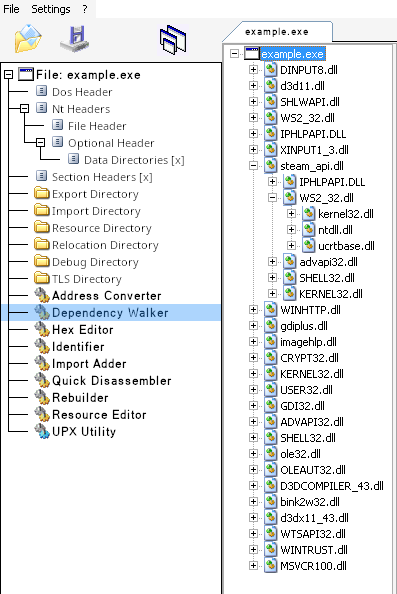 File Settings ?
File: example.exe
Dos Header
Nt Headers
File Header
Optional Header
Data Directories [x]
Section Headers [x]
Export Directory
Import Directory
Resource Directory
Relocation Directory
Debug Directory
TLS Directory
Address Converter
Dependency Walker
Hex Editor
Identifier
Import Adder
Quick Disassembler
Rebuilder
Resource Editor
UPX Utility
example.exe
example.exe
DINPUT8.dll
d3d11.dll
SHLWAPI.dll
WS2_32.dll
IPHLPAPI.DLL
XINPUT1_3.dll
steam_api.dll
IPHLPAPI.DLL
WS2_32.dll
kernel32.dll
ntdll.dll
ucrtbase.dll
advapi32.dll
SHELL32.dll
KERNEL32.dll
WINHTTP.dll
gdiplus.dll
imagehlp.dll
CRYPT32.dll
KERNEL32.dll
USER32.dll
GDI32.dll
ADVAPI32.dll
SHELL32.dll
ole32.dll
OLEAUT32.dll
D3DCOMPILER_43.dll
bink2w32.dll
d3dx11_43.dll
WTSAPI32.dll
WINTRUST.dll
MSVCR100.dll